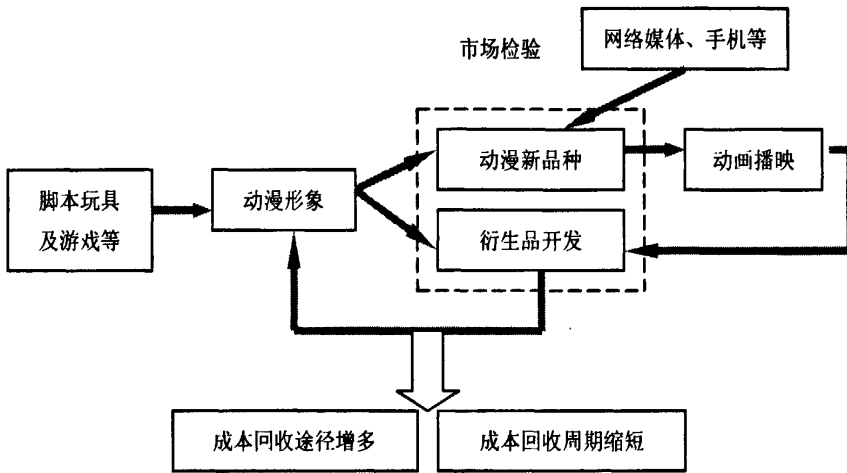 市场检验
网络媒体、手机等
动漫新品种
动画播映
脚本玩具
及游戏等
动漫形象
衍生品开发
成本回收途径增多
成本回收周期缩短